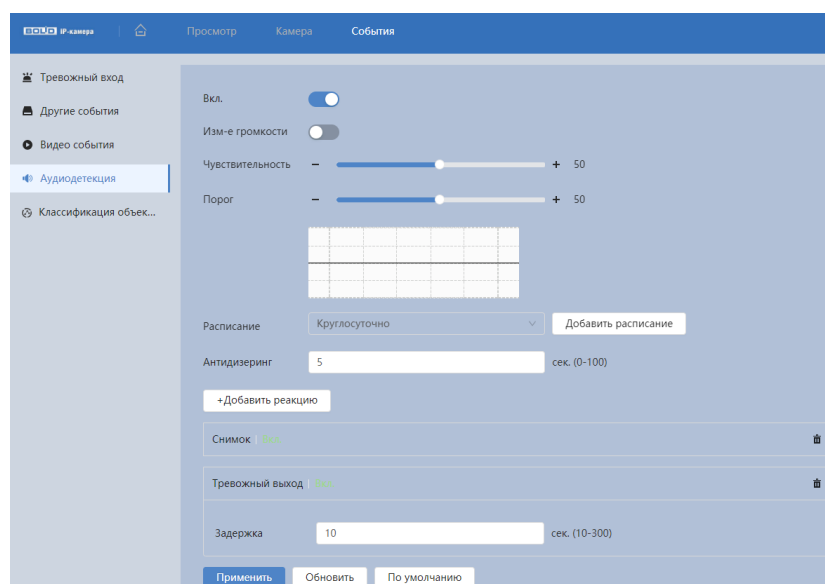 BOLID IP-камера Просмотр Камера События
Тревожный вход
Другие события
Видео события
Аудиодетекция
Классификация объек...
Вкл.
Изм-е громкости
Чувствительность − + 50
Порог − + 50
Расписание Круглосуточно Добавить расписание
Антидизеринг 5 сек. (0-100)
+Добавить реакцию
Снимок |
Тревожный выход |
Задержка 10 сек. (10-300)
Применить Обновить По умолчанию